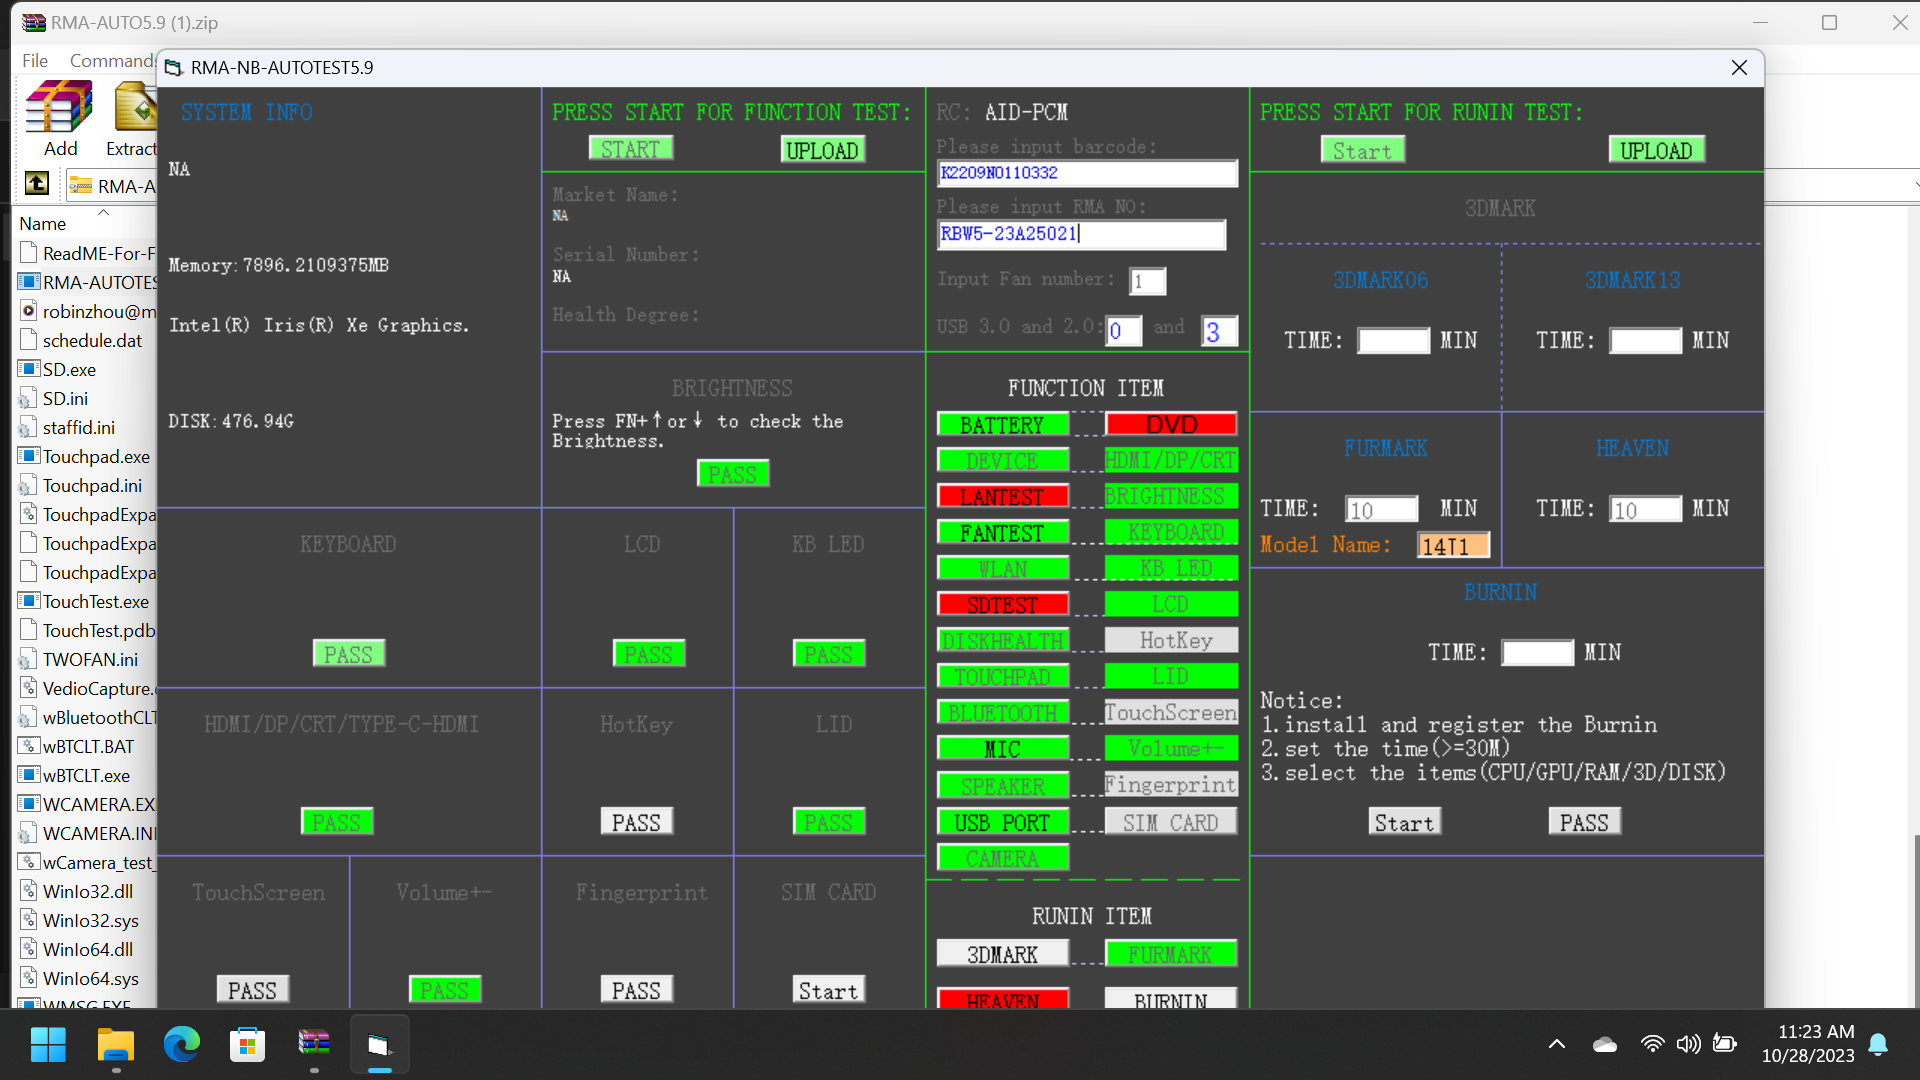 RMA-AUTO5.9 (1).zip
File Commands
RMA-NB-AUTOTEST5.9
Add Extract
RMA-A
Name
ReadME-For-F
RMA-AUTOTES
robinzhou@m
schedule.dat
SD.exe
SD.ini
staffid.ini
Touchpad.exe
Touchpad.ini
TouchpadExpa
TouchpadExpa
TouchpadExpa
TouchTest.exe
TouchTest.pdb
TWOFAN.ini
VedioCapture.
wBluetoothCLT
wBTCLT.BAT
wBTCLT.exe
WCAMERA.EX
WCAMERA.INI
wCamera_test_
WinIo32.dll
WinIo32.sys
WinIo64.dll
WinIo64.sys
WMSG.EXE
SYSTEM INFO
NA
Memory:7896.2109375MB
Intel(R) Iris(R) Xe Graphics.
DISK:476.94G
PRESS START FOR FUNCTION TEST:
START UPLOAD
Market Name:
NA
Serial Number:
NA
Health Degree:
BRIGHTNESS
Press FN+↑or↓ to check the
Brightness.
PASS
KEYBOARD
PASS
LCD
PASS
KB LED
PASS
HDMI/DP/CRT/TYPE-C-HDMI
PASS
HotKey
PASS
LID
PASS
TouchScreen
PASS
Volume+-
PASS
Fingerprint
PASS
SIM CARD
Start
RC: AID-PCM
Please input barcode:
K2209N0110332
Please input RMA NO:
RBW5-23A25021
Input Fan number: 1
USB 3.0 and 2.0: 0 and 3
FUNCTION ITEM
BATTERY DVD
DEVICE HDMI/DP/CRT
LANTEST BRIGHTNESS
FANTEST KEYBOARD
WLAN KB LED
SDTEST LCD
DISKHEALTH HotKey
TOUCHPAD LID
BLUETOOTH TouchScreen
MIC Volume+-
SPEAKER Fingerprint
USB PORT SIM CARD
CAMERA
RUNIN ITEM
3DMARK FURMARK
HEAVEN BURNIN
PRESS START FOR RUNIN TEST:
Start UPLOAD
3DMARK
3DMARK06 3DMARK13
TIME: MIN TIME: MIN
FURMARK HEAVEN
TIME: 10 MIN TIME: 10 MIN
Model Name: 14T1
BURNIN
TIME: MIN
Notice:
1.install and register the Burnin
2.set the time(>=30M)
3.select the items(CPU/GPU/RAM/3D/DISK)
Start PASS
11:23 AM
10/28/2023